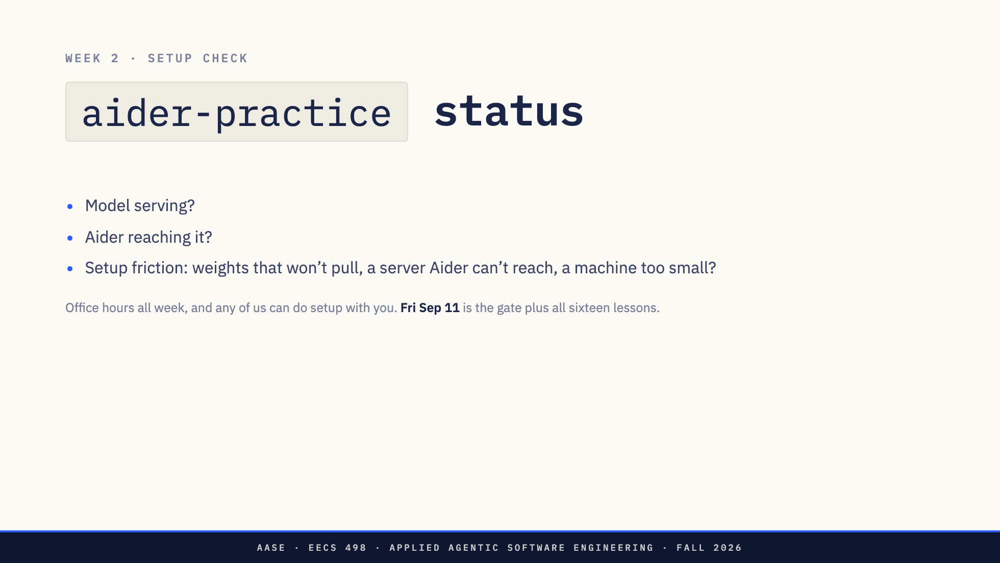 WEEK 2 · SETUP CHECK
aider-practice status
• Model serving?
• Aider reaching it?
• Setup friction: weights that won’t pull, a server Aider can’t reach, a machine too small?
Office hours all week, and any of us can do setup with you. Fri Sep 11 is the gate plus all sixteen lessons.
AASE · EECS 498 · APPLIED AGENTIC SOFTWARE ENGINEERING · FALL 2026